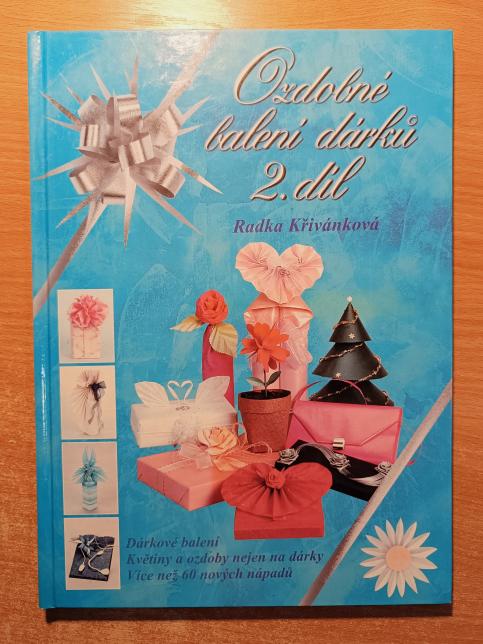 Ozdobné
balení dárků
2. díl
Radka Křivánková
Dárkové balení
Květiny a ozdoby nejen na dárky
Více než 60 nových nápadů